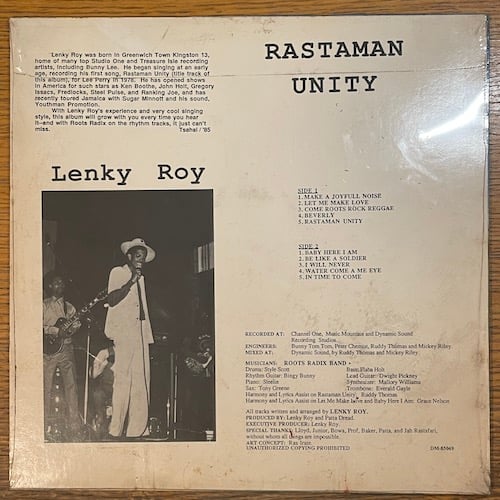 Lenky Roy was born in Greenwich Town Kingston 13,
home of many top Studio One and Treasure Isle recording
artists, including Bunny Lee. He began singing at an early
age, recording his first song, Rastaman Unity (title track of
this album), for Lee Perry in 1978. He has opened shows
in America for such stars as Ken Boothe, John Holt, Gregory
Isaacs, Fredlocks, Steel Pulse, and Ranking Joe, and has
recently toured Jamaica with Sugar Minnott and his sound,
Youthman Promotion.
With Lenky Roy's experience and very cool singing
style, this album will grow with you every time you hear
it—and with Roots Radix on the rhythm tracks, it just can't
miss. Tsahai/'85
RASTAMAN
UNITY
Lenky Roy
SIDE 1
1. MAKE A JOYFULL NOISE
2. LET ME MAKE LOVE
3. COME ROOTS ROCK REGGAE
4. BEVERLY
5. RASTAMAN UNITY
SIDE 2
1. BABY HERE I AM
2. BE LIKE A SOLDIER
3. I WILL NEVER
4. WATER COME A ME EYE
5. IN TIME TO COME
RECORDED AT: Channel One, Music Mountain and Dynamic Sound
Recording Studios.
ENGINEERS: Bunny Tom Tom, Peter Chemist, Ruddy Thomas and Mickey Riley.
MIXED AT: Dynamic Sound, by Ruddy Thomas and Mickey Riley.
MUSICIANS: ROOTS RADIX BAND
Drums: Style Scott Bass: Flaba Holt
Rhythm Guitar: Bingy Bunny Lead Guitar: Dwight Pickney
Piano: Steelie Synthesizer: Mallory Williams
Sax: Tony Greene Trombone: Everald Gayle
Harmony and Lyrics Assist on Rastaman Unity: Ruddy Thomas
Harmony and Lyrics Assist on Let Me Make Love and Baby Here I Am: Grace Nelson
All tracks written and arranged by LENKY ROY.
PRODUCED BY: Lenky Roy and Patta Dread.
EXECUTIVE PRODUCER: Lenky Roy.
SPECIAL THANKS: Lloyd, Junior, Bowa, Prof, Baker, Patta, and Jah Rastafari,
without whom all things are impossible.
ART CONCEPT: Ras Irate.
UNAUTHORIZED COPYING PROHIBITED DM-85069